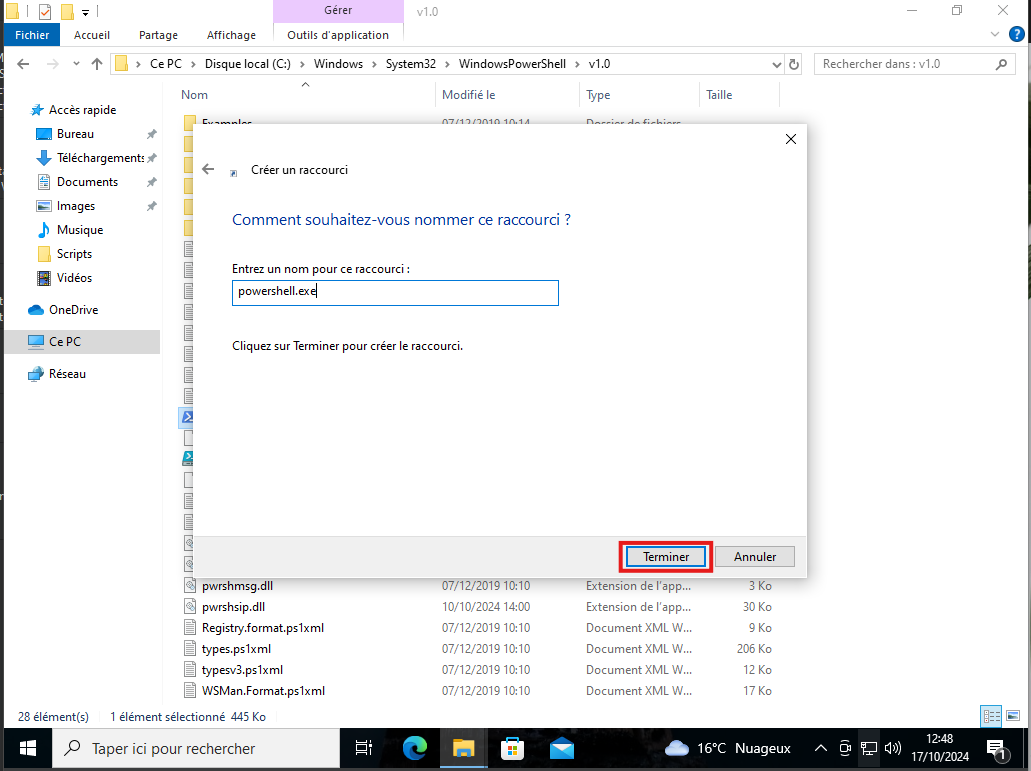 Gérer
v1.0
Fichier
Accueil
Partage
Affichage
Outils d'application
Ce PC
Disque local (C:)
Windows
System32
WindowsPowerShell
v1.0
Rechercher dans : v1.0
Nom
Modifié le
Type
Taille
Accès rapide
Bureau
Téléchargements
Documents
Images
Musique
Scripts
Vidéos
OneDrive
Ce PC
Réseau
Examples 07/12/2019 10:14 Dossier de fichiers
Créer un raccourci
Comment souhaitez-vous nommer ce raccourci ?
Entrez un nom pour ce raccourci :
powershell.exe
Cliquez sur Terminer pour créer le raccourci.
Terminer
Annuler
pwrshmsg.dll 07/12/2019 10:10 Extension de l'app... 3 Ko
pwrshsip.dll 10/10/2024 14:00 Extension de l'app... 30 Ko
Registry.format.ps1xml 07/12/2019 10:10 Document XML W... 9 Ko
types.ps1xml 07/12/2019 10:10 Document XML W... 206 Ko
typesv3.ps1xml 07/12/2019 10:10 Document XML W... 12 Ko
WSMan.Format.ps1xml 07/12/2019 10:10 Document XML W... 17 Ko
28 élément(s)
1 élément sélectionné 445 Ko
Taper ici pour rechercher
16°C Nuageux
12:48
17/10/2024
1